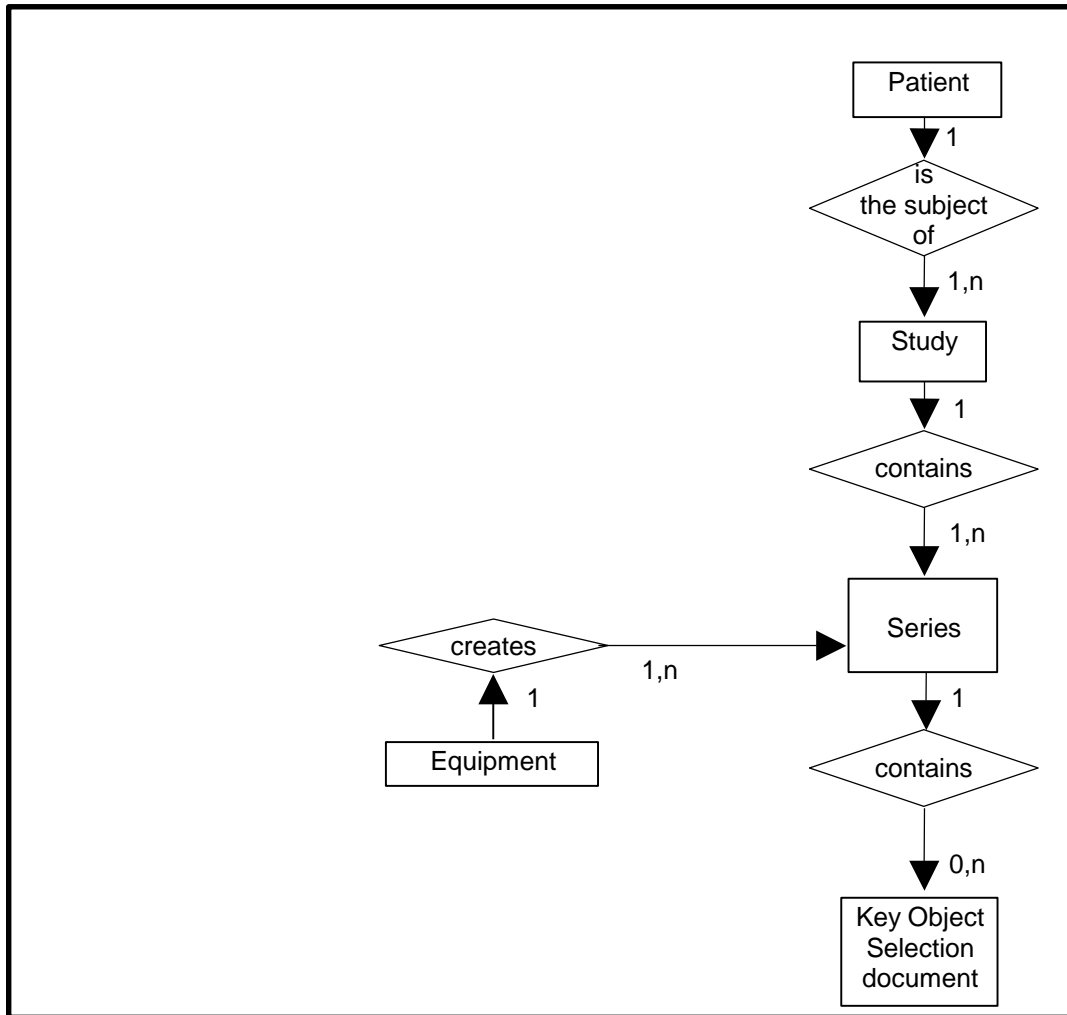 Patient
1
is
the subject
of
1,n
Study
1
contains
1,n
Series
creates
1,n
1
1
Equipment
contains
0,n
Key Object
Selection
document